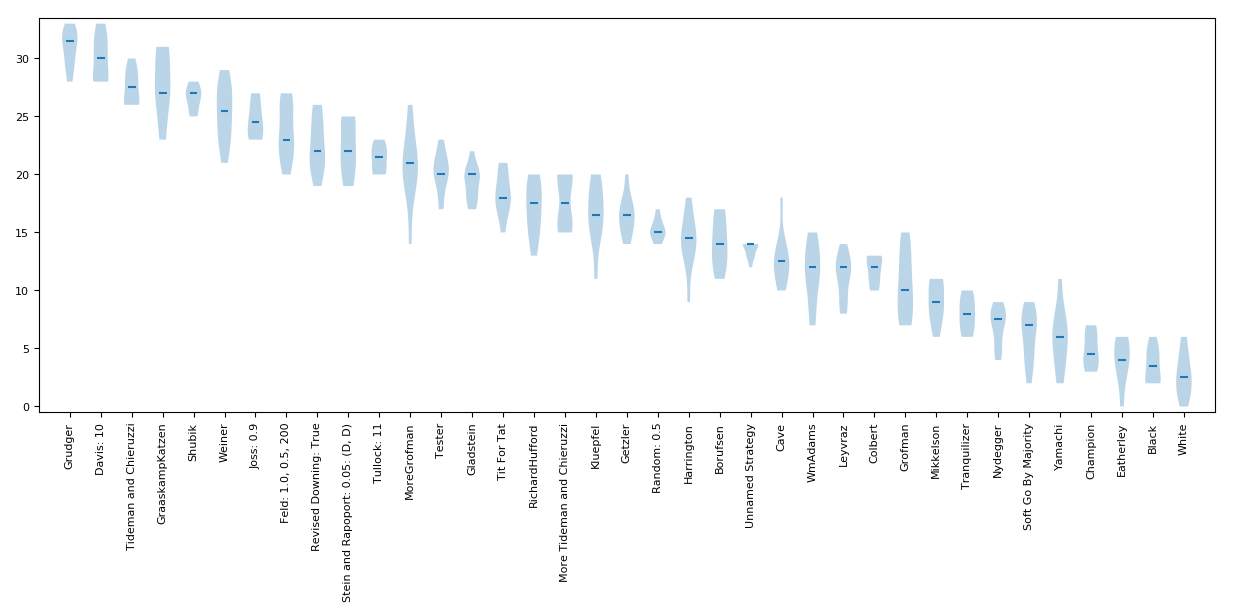 30
25
20
15
10
5
0
Grudger
Davis: 10
Tideman and Chieruzzi
GraaskampKatzen
Shubik
Weiner
Joss: 0.9
Feld: 1.0, 0.5, 200
Revised Downing: True
Stein and Rapoport: 0.05: (D, D)
Tullock: 11
MoreGrofman
Tester
Gladstein
Tit For Tat
RichardHufford
More Tideman and Chieruzzi
Kluepfel
Getzler
Random: 0.5
Harrington
Borufsen
Unnamed Strategy
Cave
WmAdams
Leyvraz
Colbert
Grofman
Mikkelson
Tranquilizer
Nydegger
Soft Go By Majority
Yamachi
Champion
Eatherley
Black
White